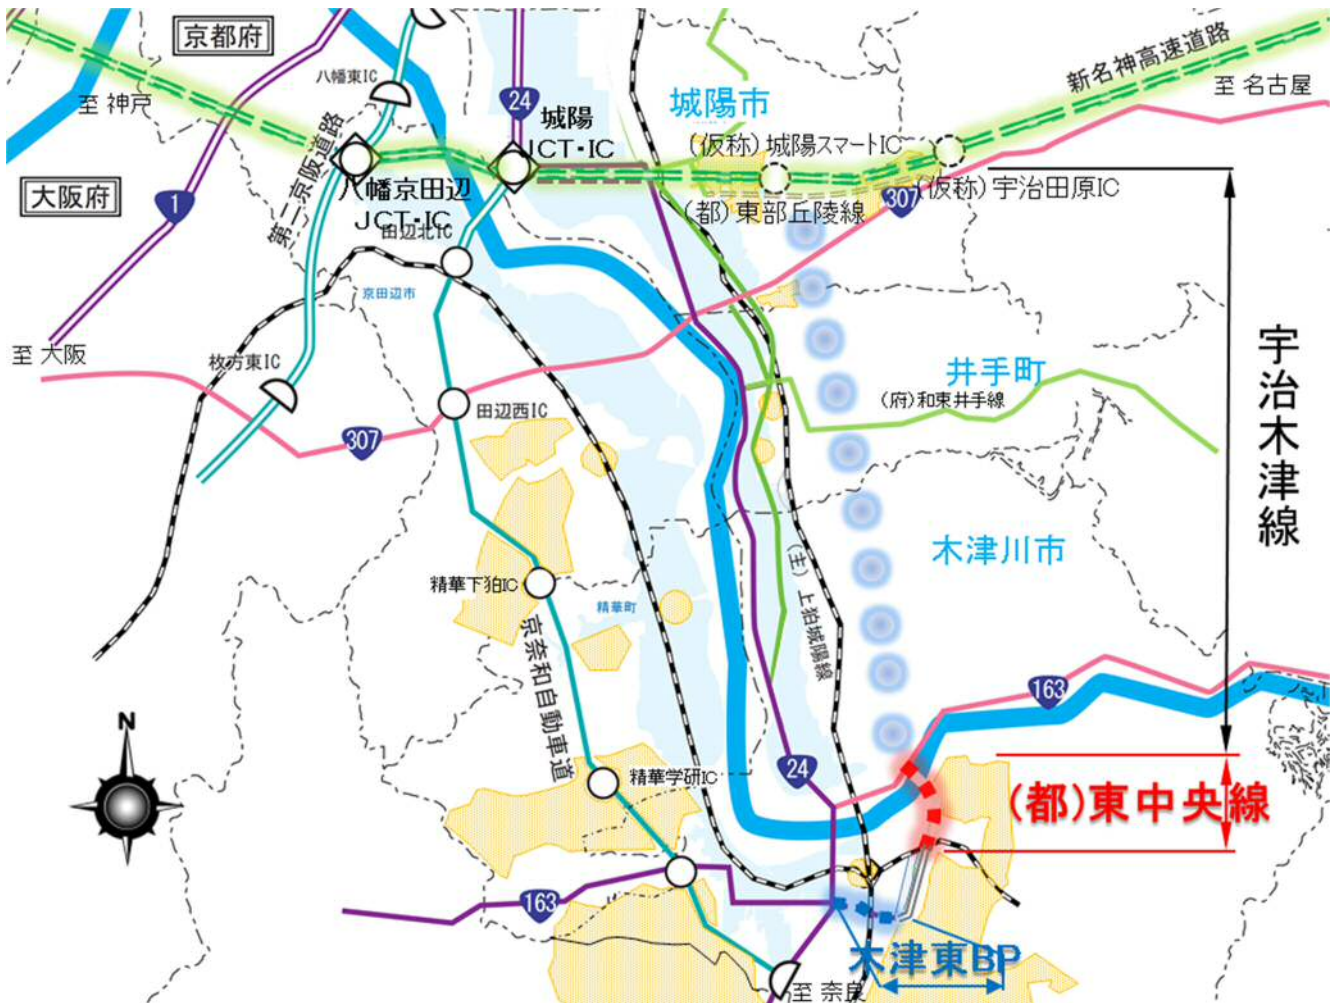 京都府
八幡東IC
新名神高速道路
至 名古屋
至 神戸
24
城陽
JCT・IC
城陽市
(仮称)城陽スマートIC
第二京阪道路
八幡京田辺
JCT・IC
大阪府
1
(仮称)宇治田原IC
307
(都)東部丘陵線
田辺北IC
京田辺市
至 大阪
枚方東IC
宇治木津線
井手町
(府)和束井手線
田辺西IC
307
木津川市
精華下狛IC
精華町
(主)上狛城陽線
京奈和自動車道
163
N
24
精華学研IC
(都)東中央線
163
木津東BP
至 奈良